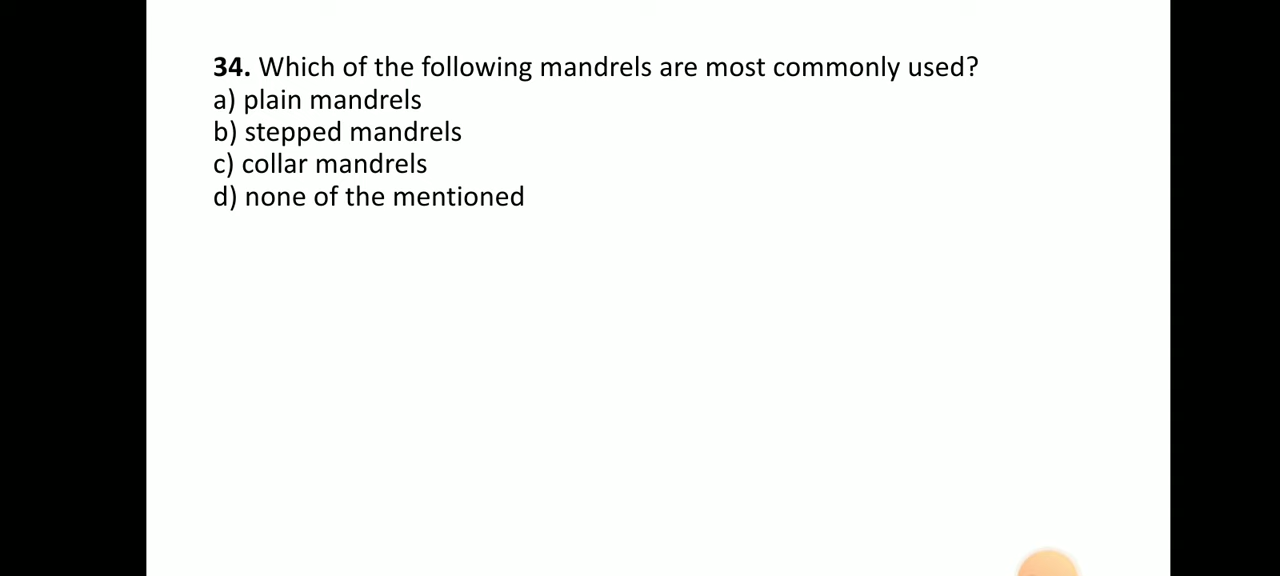 34. Which of the following mandrels are most commonly used?
a) plain mandrels
b) stepped mandrels
c) collar mandrels
d) none of the mentioned